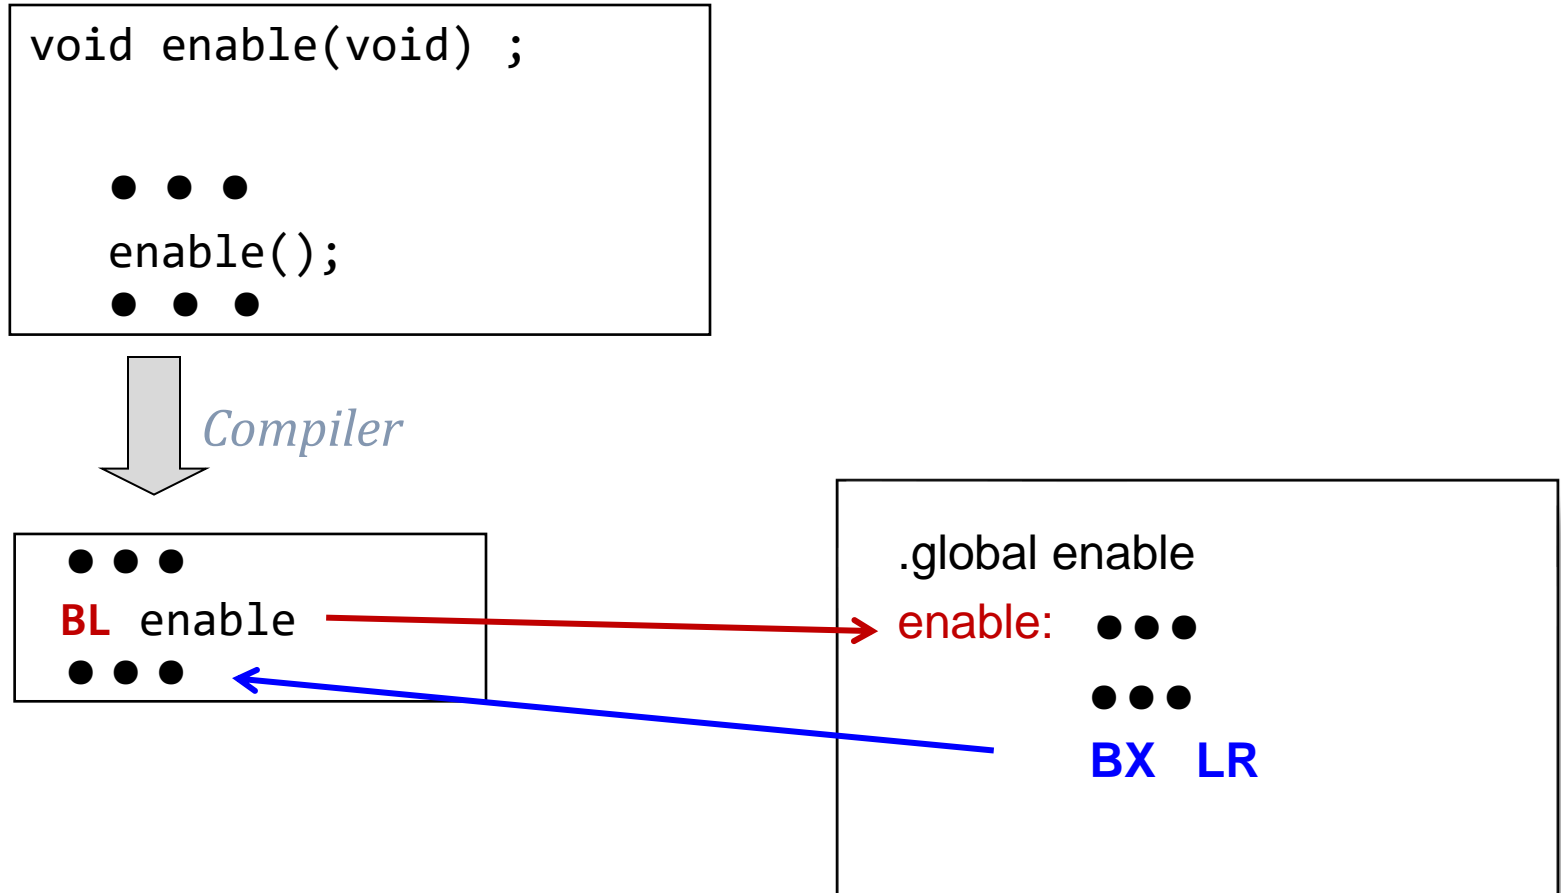 void enable(void) ;
● ● ●
enable();
● ● ●
Compiler
●●●
BL enable
●●●
.global enable
enable: ●●●
●●●
BX LR